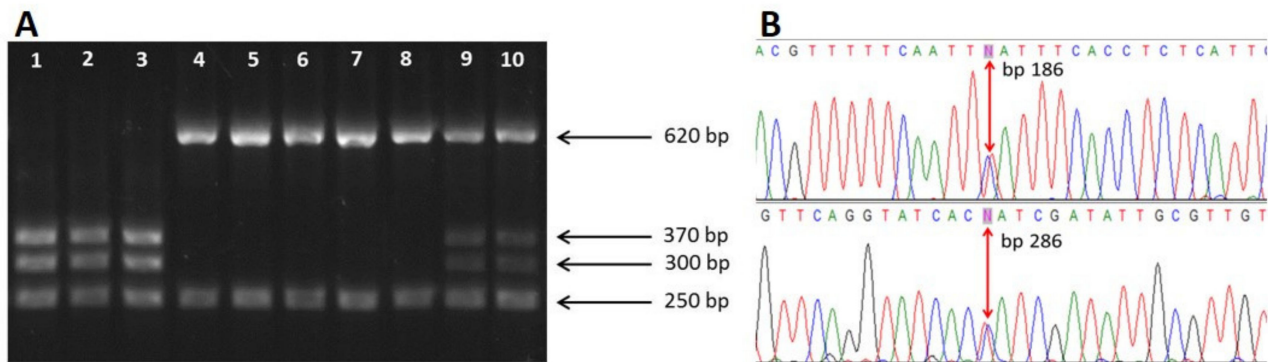 A
1 2 3 4 5 6 7 8 9 10
620 bp
370 bp
300 bp
250 bp
B
A C G T T T T T C A A T T N A T T T C A C C T C T C A T T C
bp 186
G T T C A G G T A T C A C N A T C G A T A T T G C G T T G T
bp 286